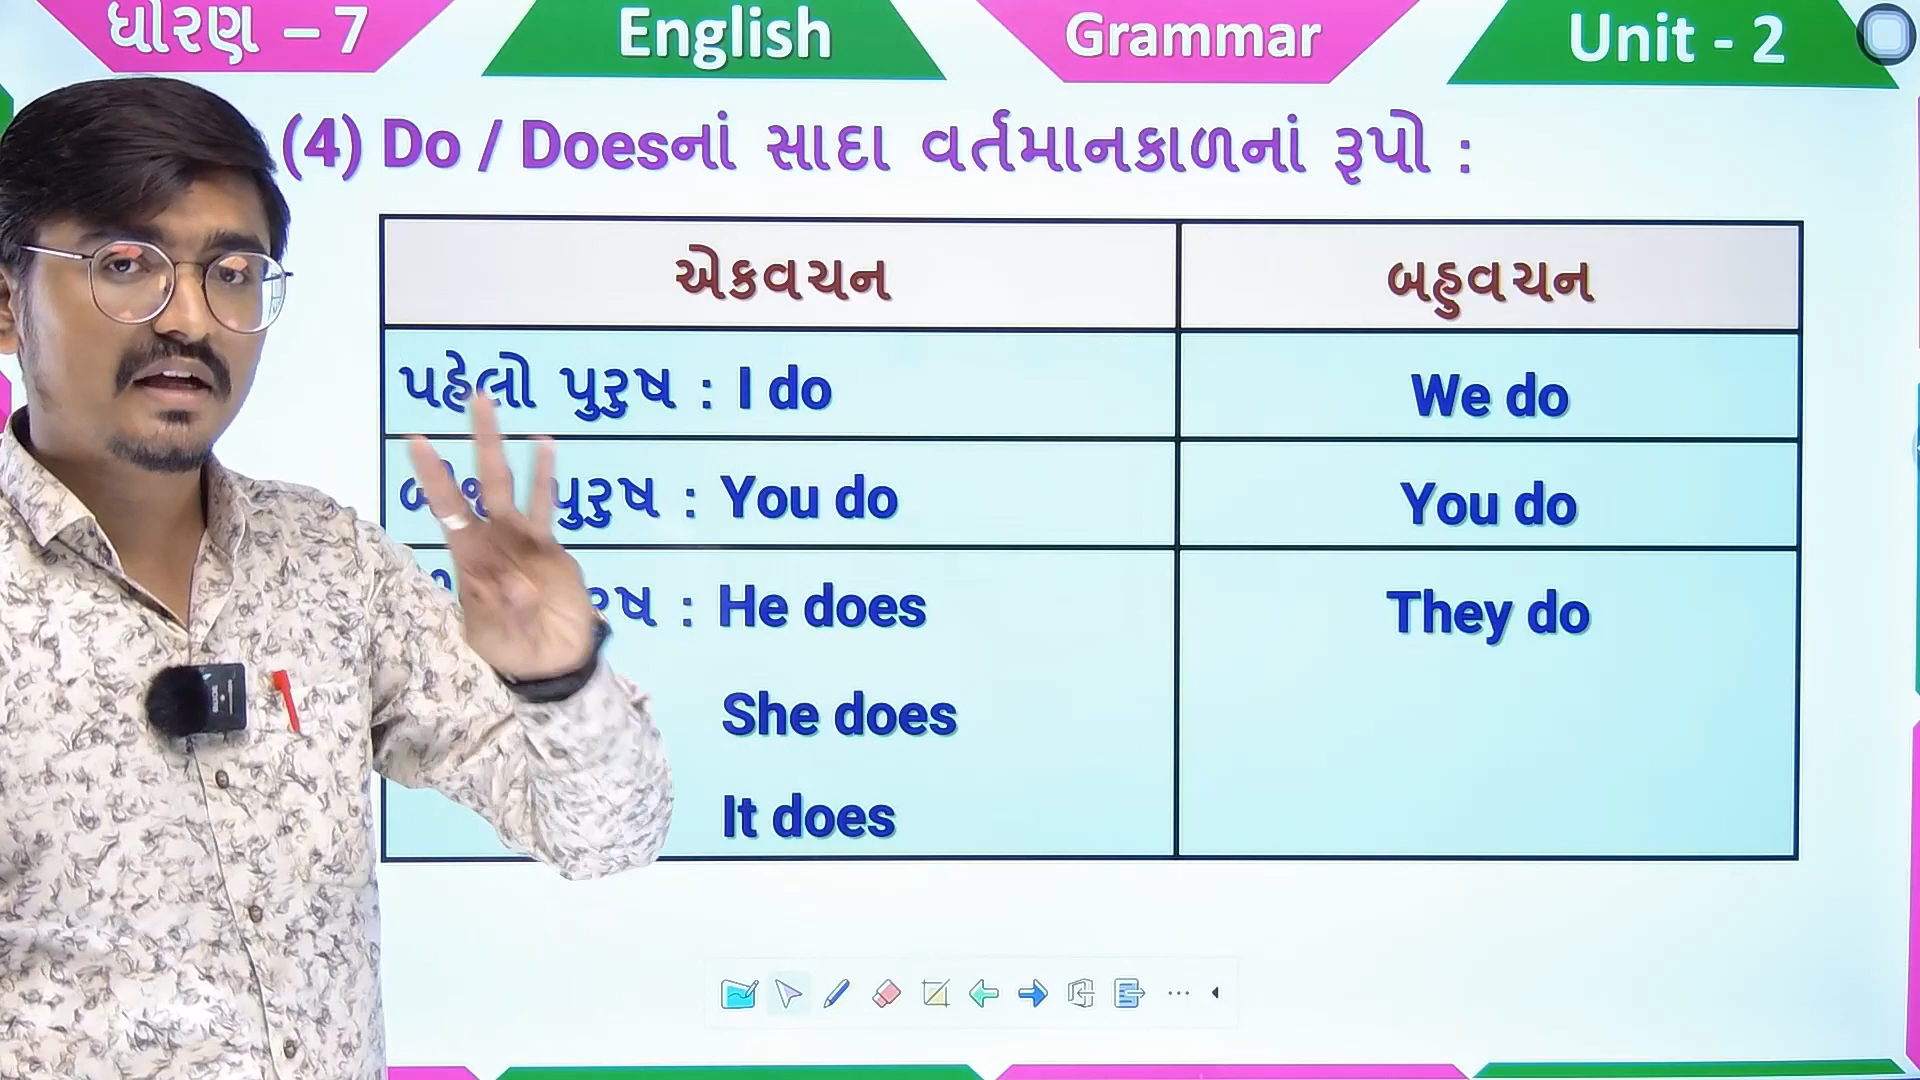 ધોરણ – 7 English Grammar Unit - 2
(4) Do / Doesનાં સાદા વર્તમાનકાળનાં રૂપો :
એકવચન બહુવચન
પહેલો પુરુષ : I do We do
પુરુષ : You do You do
: He does They do
She does
It does